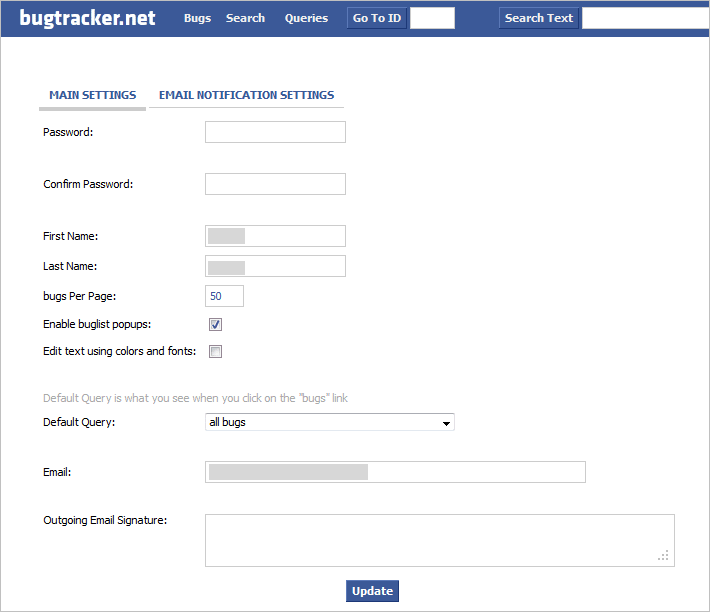 bugtracker.net Bugs Search Queries Go To ID Search Text
MAIN SETTINGS EMAIL NOTIFICATION SETTINGS
Password:
Confirm Password:
First Name:
Last Name:
bugs Per Page: 50
Enable buglist popups:
Edit text using colors and fonts:
Default Query is what you see when you click on the "bugs" link
Default Query: all bugs
Email:
Outgoing Email Signature:
Update